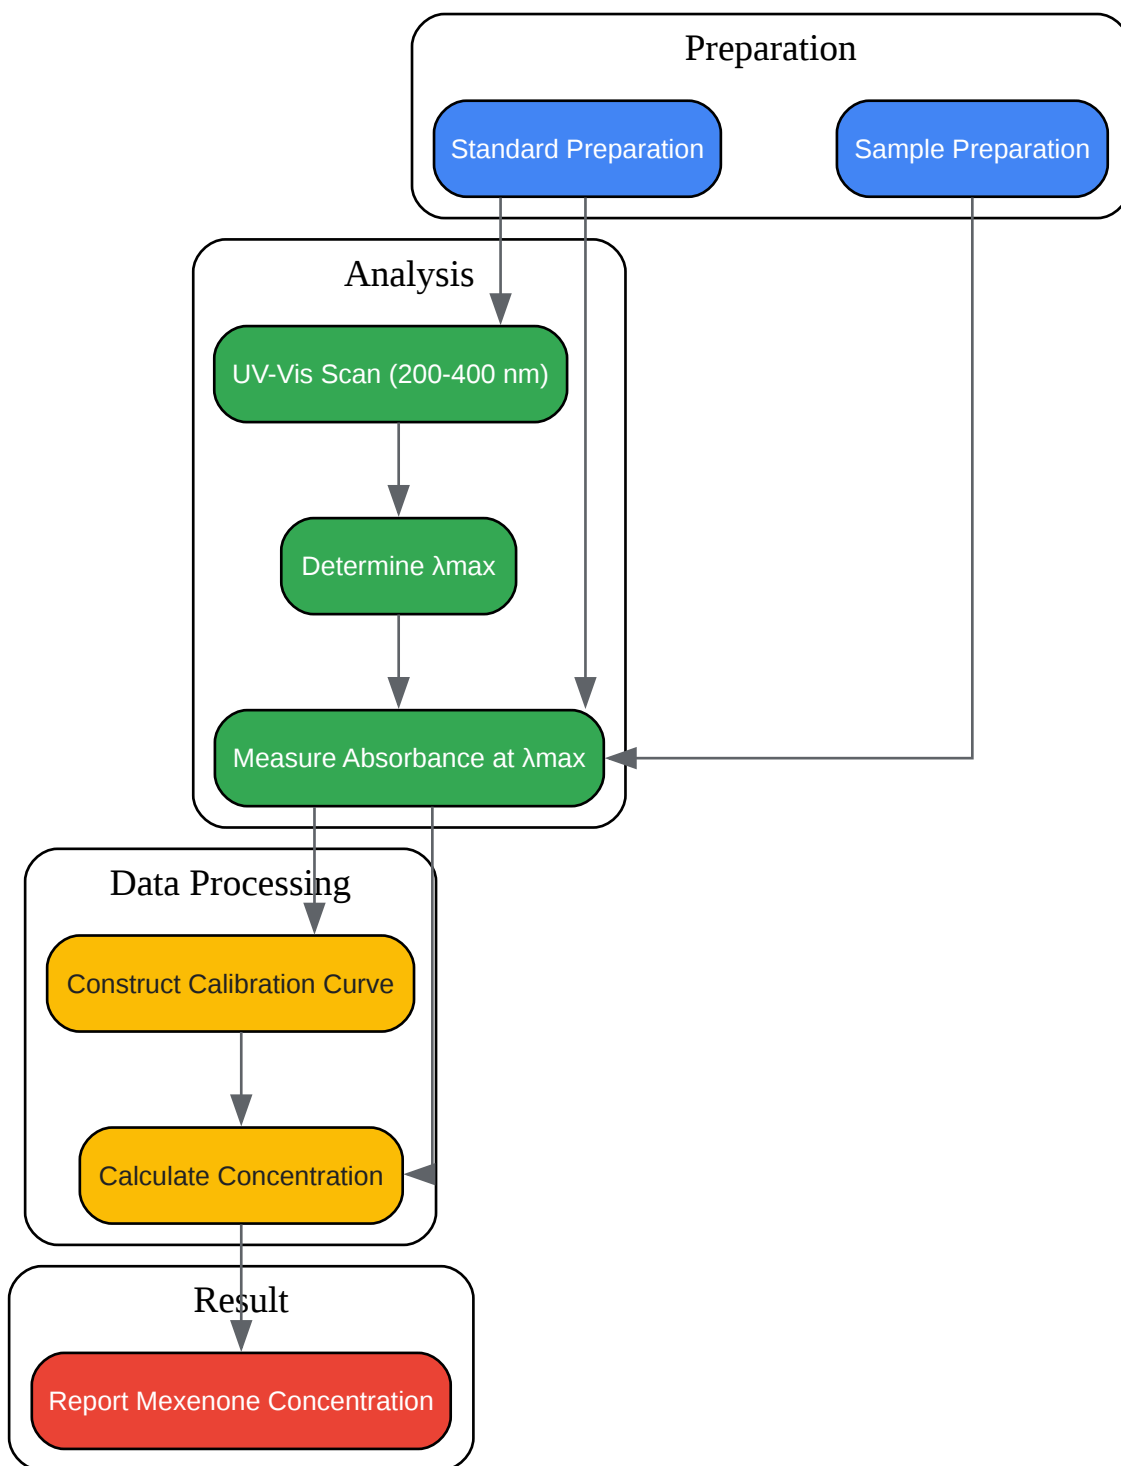 Preparation
Standard Preparation
Sample Preparation
Analysis
UV-Vis Scan (200-400 nm)
Determine λmax
Measure Absorbance at λmax
Data Processing
Construct Calibration Curve
Calculate Concentration
Result
Report Mexenone Concentration